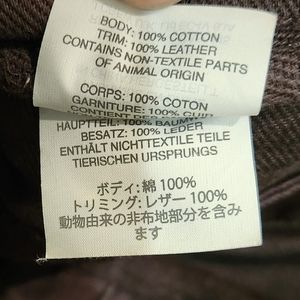 BODY: 100% COTTON
TRIM: 100% LEATHER
CONTAINS NON-TEXTILE PARTS
OF ANIMAL ORIGIN
CORPS: 100% COTON
GARNITURE: 100% CUIR
HAUPTTEIL: 100% BAUMW
BESATZ: 100% LEDER
ENTHÄLT NICHTTEXTILE TEILE
TIERISCHEN URSPRUNGS
ボディ: 綿 100%
トリミング: レザー 100%
動物由来の非布地部分を含み
ます